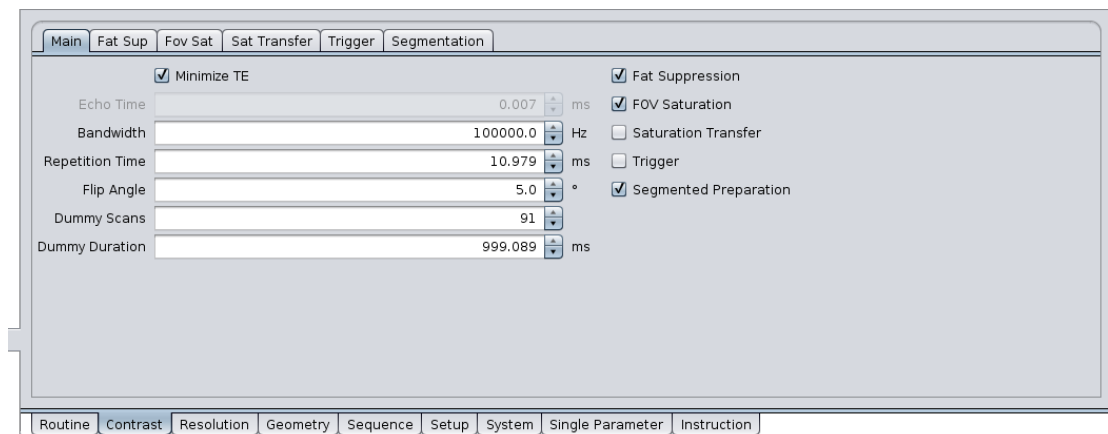 Main Fat Sup Fov Sat Sat Transfer Trigger Segmentation
Minimize TE Fat Suppression
Echo Time 0.007 ms FOV Saturation
Bandwidth 100000.0 Hz Saturation Transfer
Repetition Time 10.979 ms Trigger
Flip Angle 5.0 ° Segmented Preparation
Dummy Scans 91
Dummy Duration 999.089 ms
Routine Contrast Resolution Geometry Sequence Setup System Single Parameter Instruction